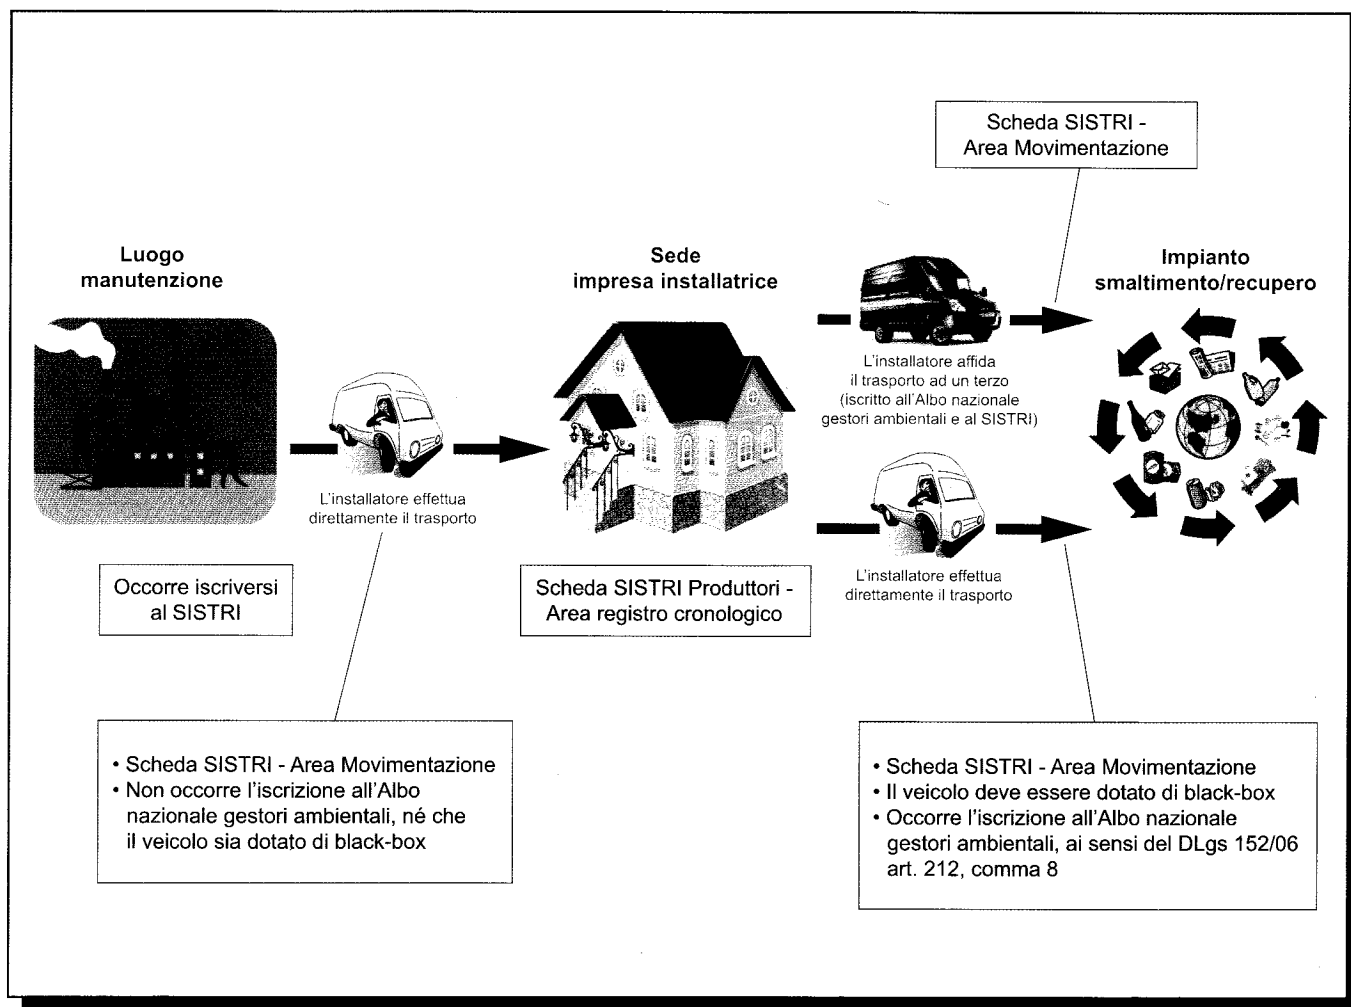 Scheda SISTRI -
Area Movimentazione
Luogo
manutenzione
Sede
impresa installatrice
Impianto
smaltimento/recupero
L'installatore affida
il trasporto ad un terzo
(iscritto all'Albo nazionale
gestori ambientali e al SISTRI)
L'installatore effettua
direttamente il trasporto
L'installatore effettua
direttamente il trasporto
Occorre iscriversi
al SISTRI
Scheda SISTRI Produttori -
Area registro cronologico
• Scheda SISTRI - Area Movimentazione
• Non occorre l'iscrizione all'Albo
nazionale gestori ambientali, né che
il veicolo sia dotato di black-box
• Scheda SISTRI - Area Movimentazione
• Il veicolo deve essere dotato di black-box
• Occorre l'iscrizione all'Albo nazionale
gestori ambientali, ai sensi del DLgs 152/06
art. 212, comma 8